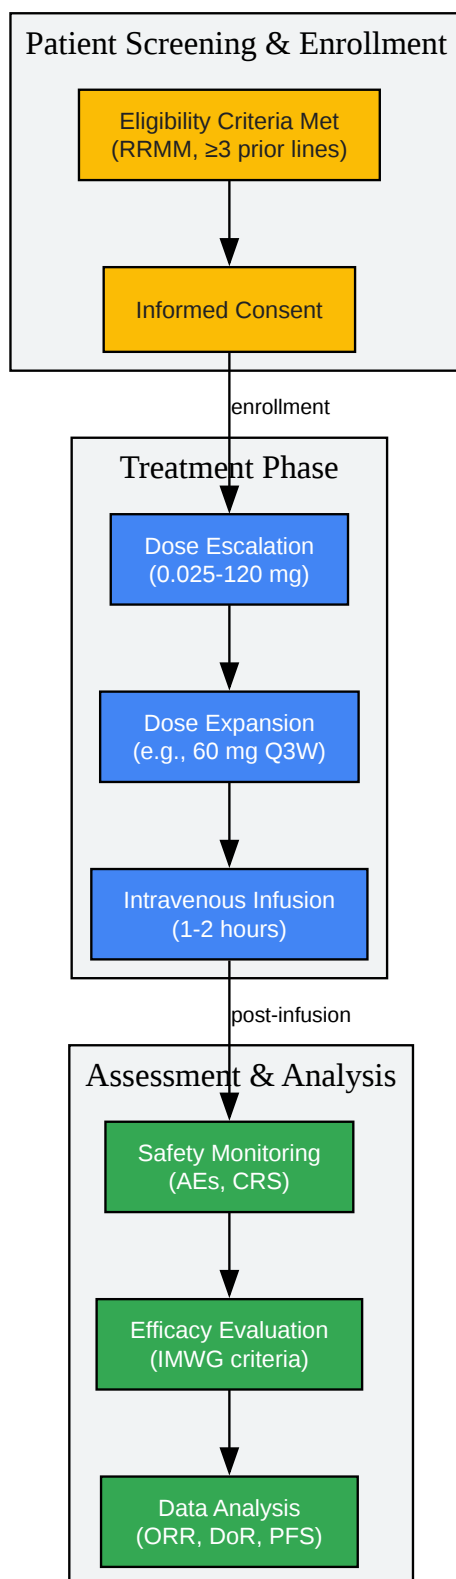 Patient Screening & Enrollment
Eligibility Criteria Met
(RRMM, ≥3 prior lines)
Informed Consent
enrollment
Treatment Phase
Dose Escalation
(0.025-120 mg)
Dose Expansion
(e.g., 60 mg Q3W)
Intravenous Infusion
(1-2 hours)
post-infusion
Assessment & Analysis
Safety Monitoring
(AEs, CRS)
Efficacy Evaluation
(IMWG criteria)
Data Analysis
(ORR, DoR, PFS)